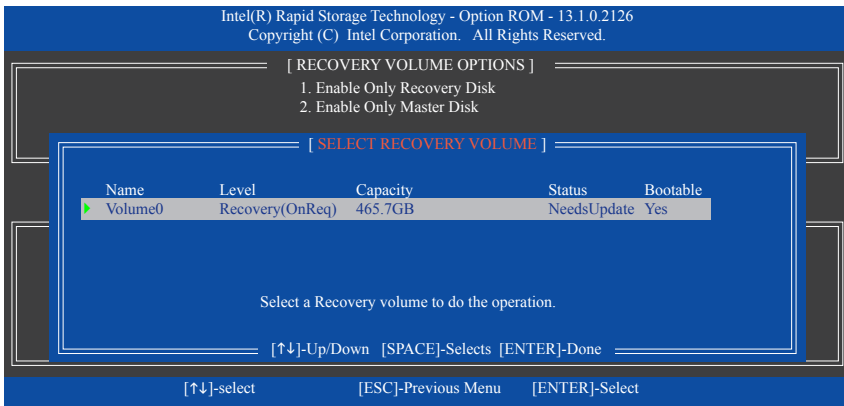 Intel(R) Rapid Storage Technology - Option ROM - 13.1.0.2126
Copyright (C) Intel Corporation. All Rights Reserved.
[ RECOVERY VOLUME OPTIONS ]
1. Enable Only Recovery Disk
2. Enable Only Master Disk
[ SELECT RECOVERY VOLUME ]
Name Level Capacity Status Bootable
Volume0 Recovery(OnReq) 465.7GB NeedsUpdate Yes
Select a Recovery volume to do the operation.
[↑↓]-Up/Down [SPACE]-Selects [ENTER]-Done
[↑↓]-select [ESC]-Previous Menu [ENTER]-Select